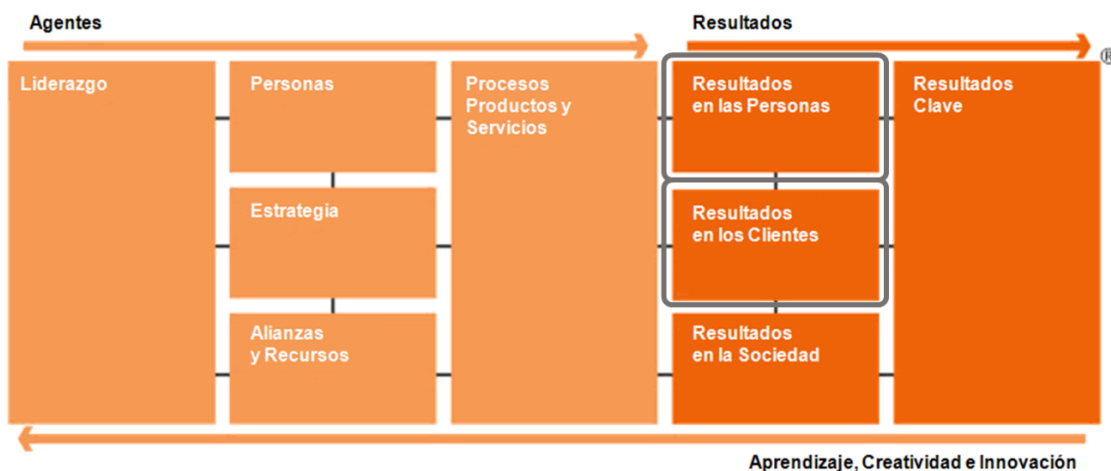 Agentes
Resultados
®
Liderazgo
Personas
Procesos
Productos y
Servicios
Resultados
en las Personas
Resultados
Clave
Estrategia
Resultados
en los Clientes
Alianzas
y Recursos
Resultados
en la Sociedad
Aprendizaje, Creatividad e Innovación